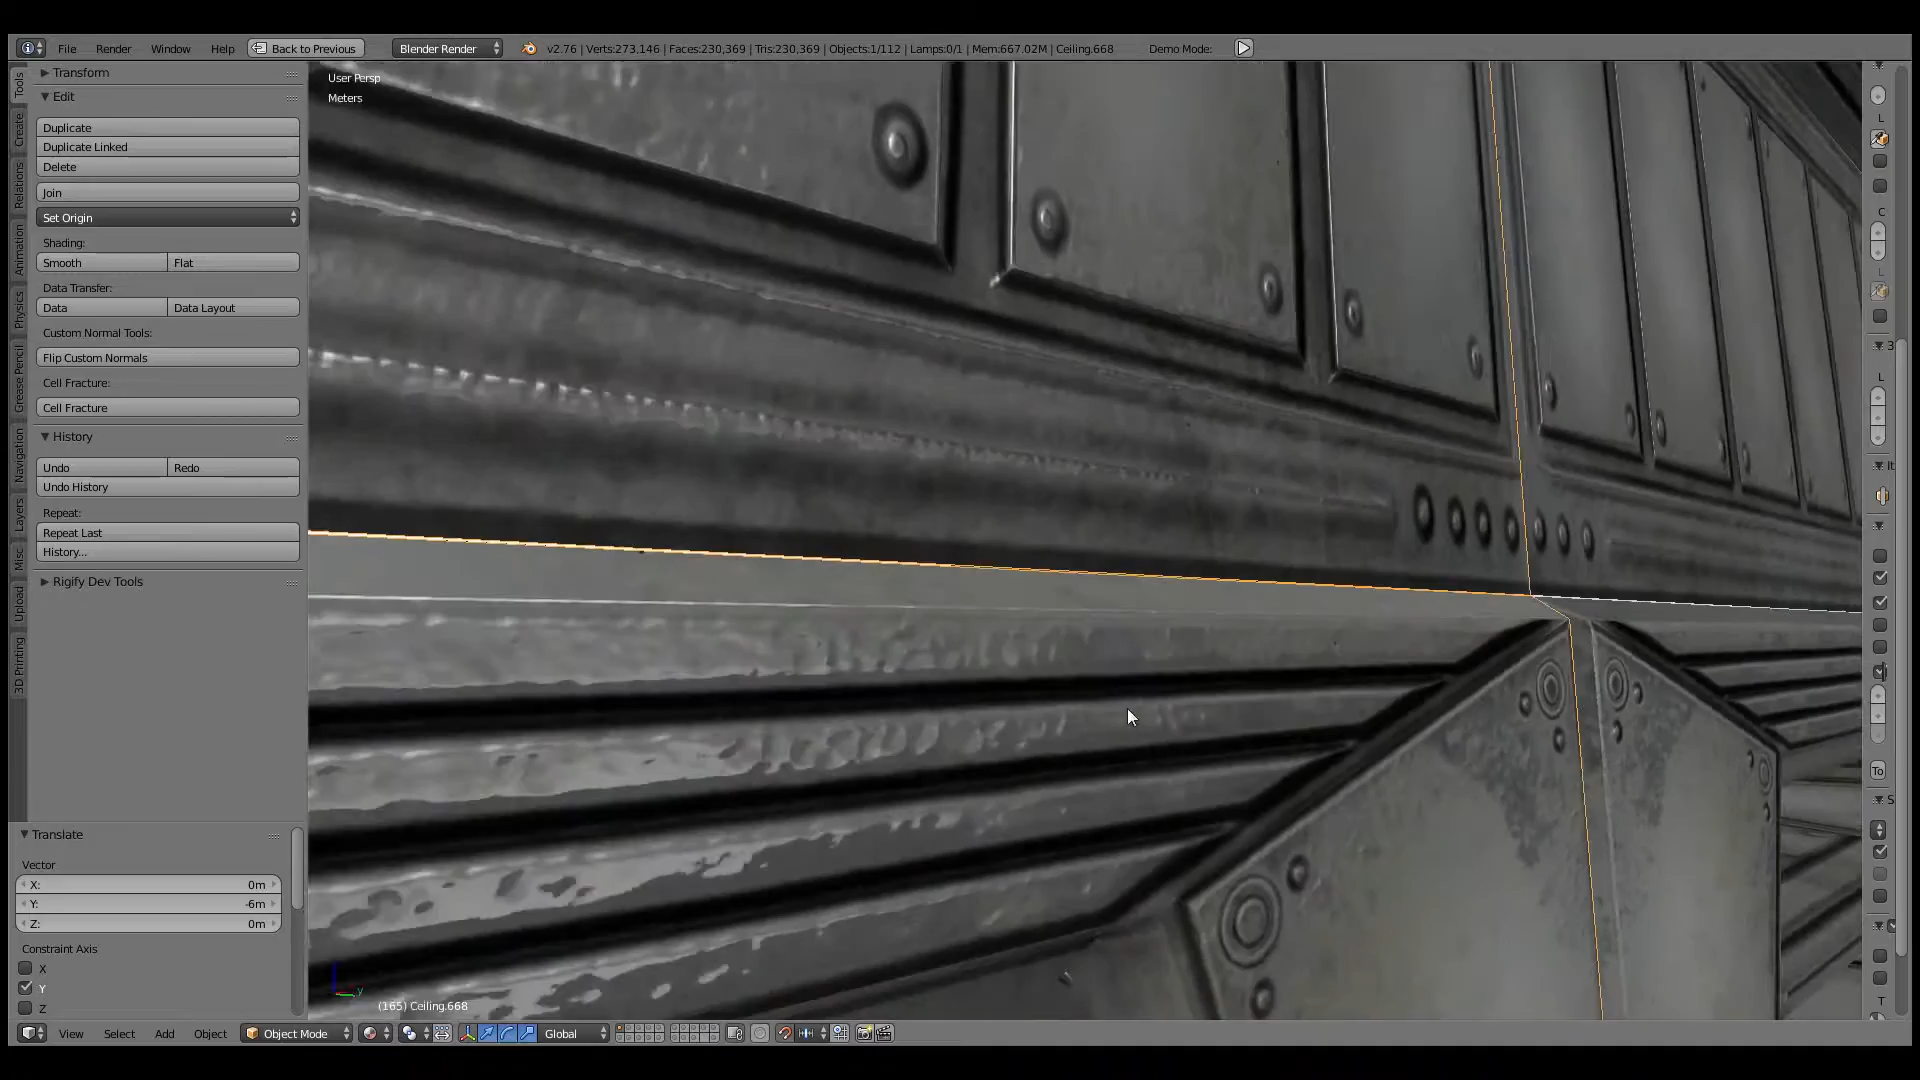 File Render Window Help Back to Previous Blender Render v2.76 | Verts:273,146 | Faces:230,369 | Tris:230,369 | Objects:1/112 | Lamps:0/1 | Mem:667.02M | Ceiling.668 Demo Mode:
Tools
Create
Relations
Animation
Physics
Grease Pencil
Navigation
Layers
Misc
Upload
3D Printing
Transform
Edit
Duplicate
Duplicate Linked
Delete
Join
Set Origin
Shading:
Smooth Flat
Data Transfer:
Data Data Layout
Custom Normal Tools:
Flip Custom Normals
Cell Fracture:
Cell Fracture
History
Undo Redo
Undo History
Repeat:
Repeat Last
History...
Rigify Dev Tools
Translate
Vector
X: 0m
Y: -6m
Z: 0m
Constraint Axis
X
Y
Z
User Persp
Meters
y
(165) Ceiling.668
L
C
L
3
L
It
To
S
T
View Select Add Object Object Mode Global